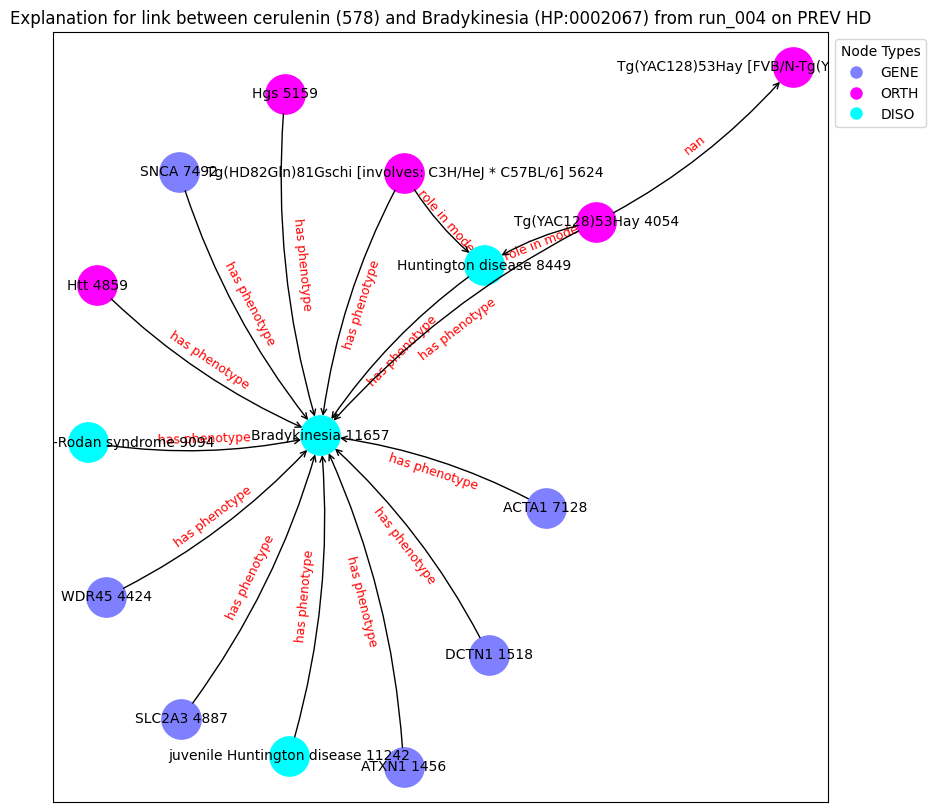 Explanation for link between cerulenin (578) and Bradykinesia (HP:0002067) from run_004 on PREV HD
Node Types
GENE
ORTH
DISO
Tg(YAC128)53Hay [FVB/N-Tg(Y
Hgs 5159
nan
SNCA 7492
Tg(HD82Gln)81Gschi [involves: C3H/HeJ * C57BL/6] 5624
role in mode
Tg(YAC128)53Hay 4054
role in mode
Huntington disease 8449
has phenotype
has phenotype
has phenotype
Htt 4859
has phenotype
has phenotype
has phenotype
Bradykinesia 11657
-Rodan syndrome 9094
has phenotype
has phenotype
ACTA1 7128
has phenotype
has phenotype
WDR45 4424
has phenotype
has phenotype
has phenotype
DCTN1 1518
SLC2A3 4887
juvenile Huntington disease 11242
ATXN1 1456